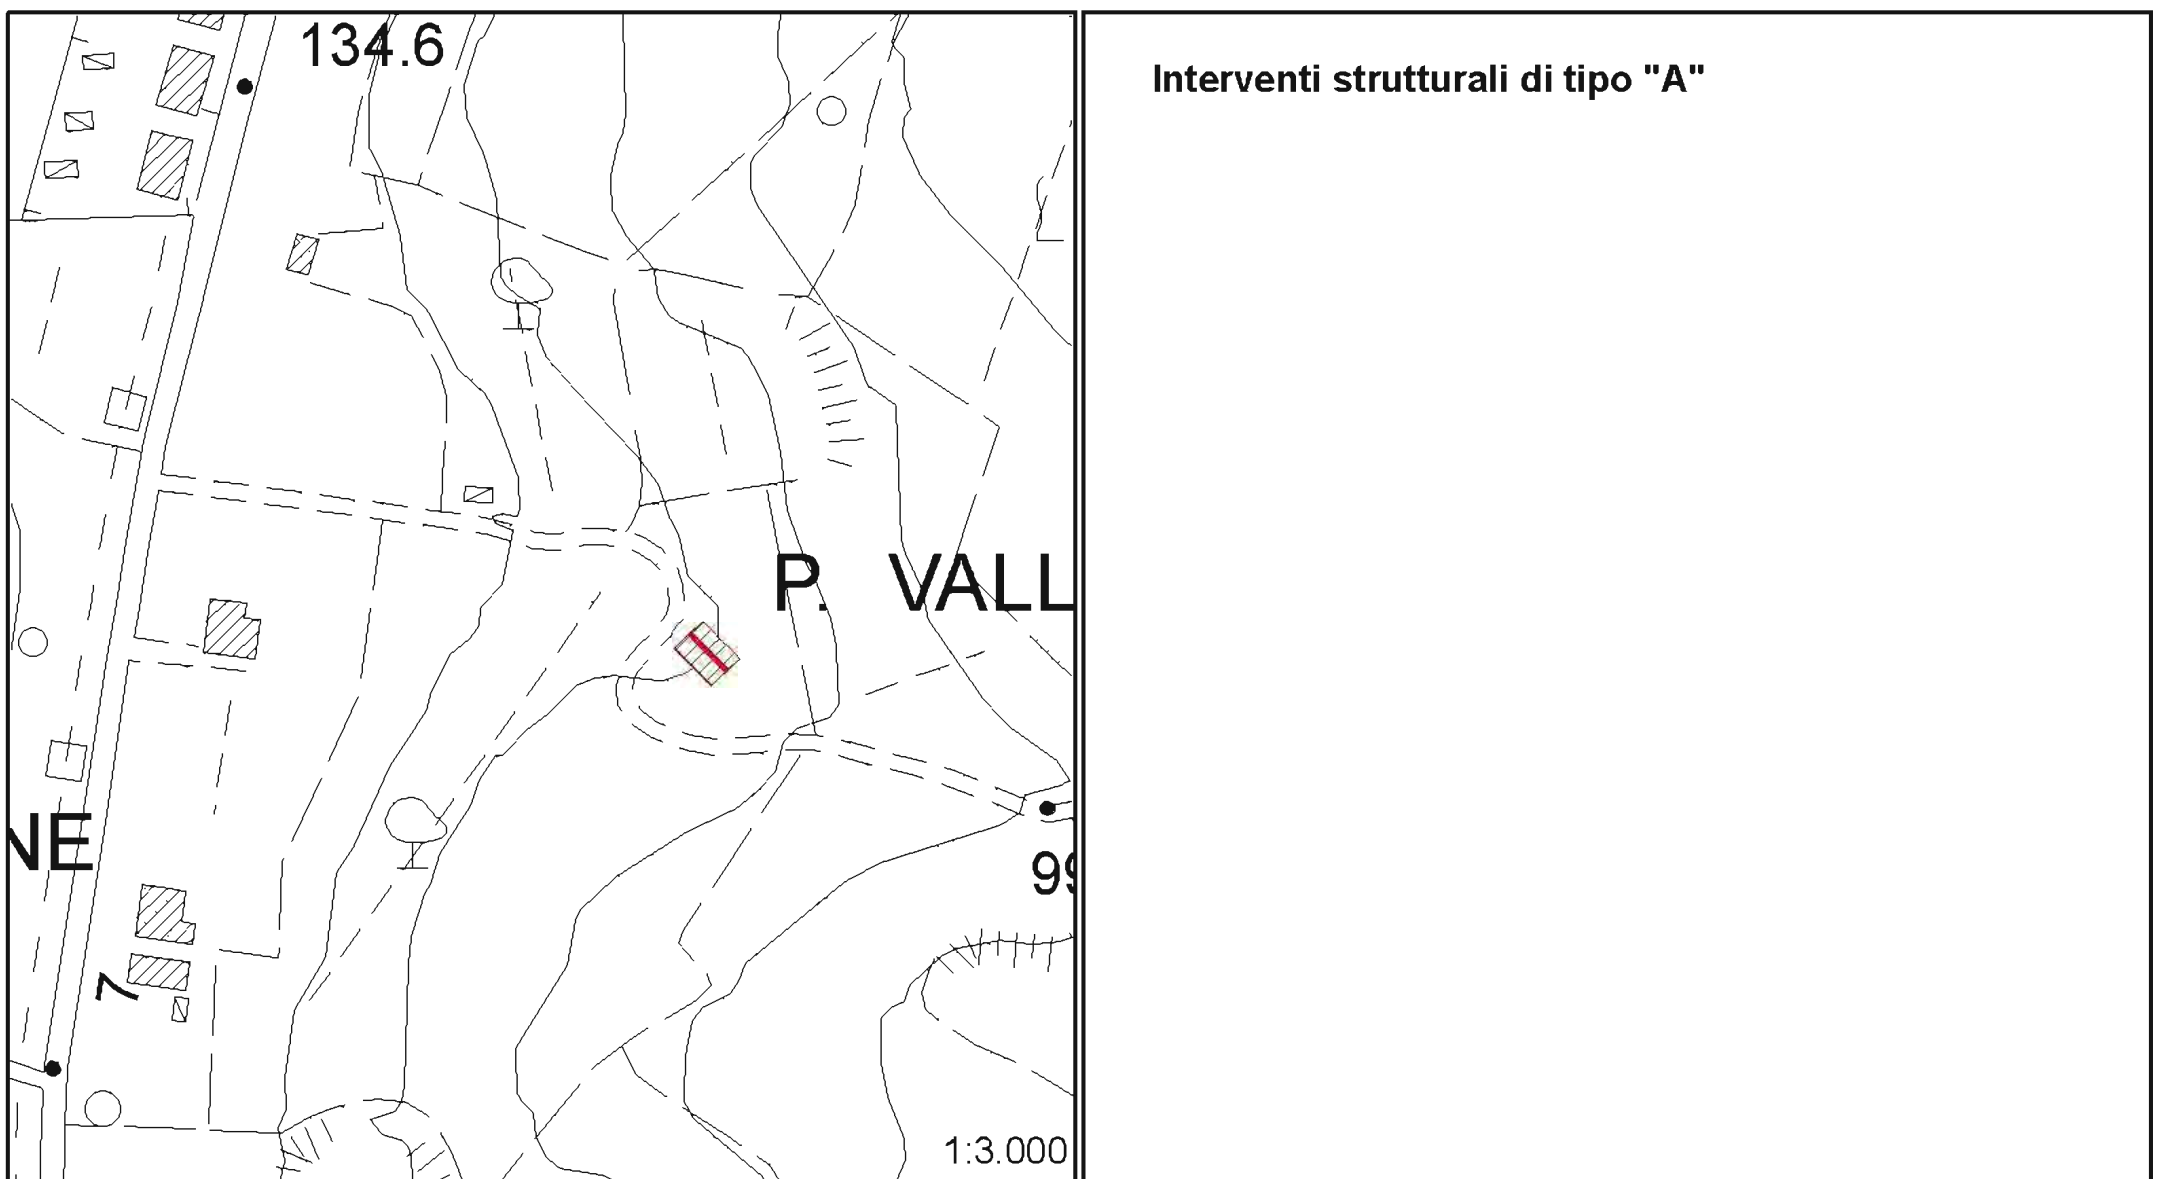 134.6
P. VALL
NE
99
7
1:3.000
Interventi strutturali di tipo "A"